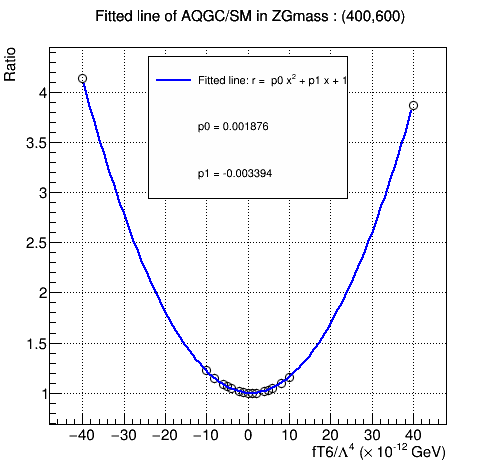 Fitted line of AQGC/SM in ZGmass : (400,600)
Ratio
Fitted line: r = p0 x² + p1 x + 1
p0 = 0.001876
p1 = -0.003394
4
3.5
3
2.5
2
1.5
1
−40 −30 −20 −10 0 10 20 30 40
fT6/Λ⁴ (× 10⁻¹² GeV)